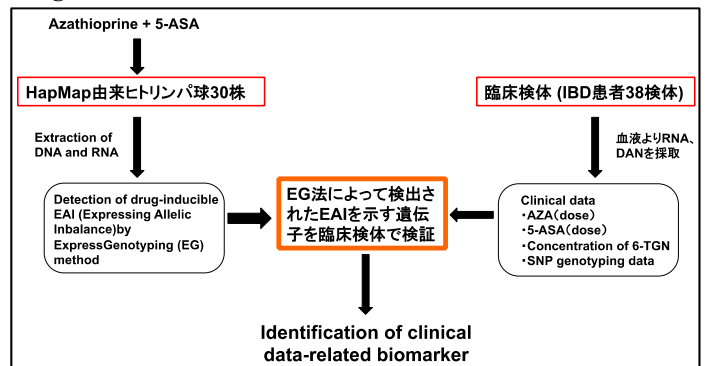 Azathioprine + 5-ASA
HapMap由来ヒトリンパ球30株
臨床検体 (IBD患者38検体)
Extraction of
DNA and RNA
血液よりRNA、
DANを採取
Detection of drug-inducible
EAI (Expressing Allelic
Inbalance)by
ExpressGenotyping (EG)
method
EG法によって検出さ
れたEAIを示す遺伝
子を臨床検体で検証
Clinical data
・AZA(dose)
・5-ASA(dose)
・Concentration of 6-TGN
・SNP genotyping data
Identification of clinical
data-related biomarker